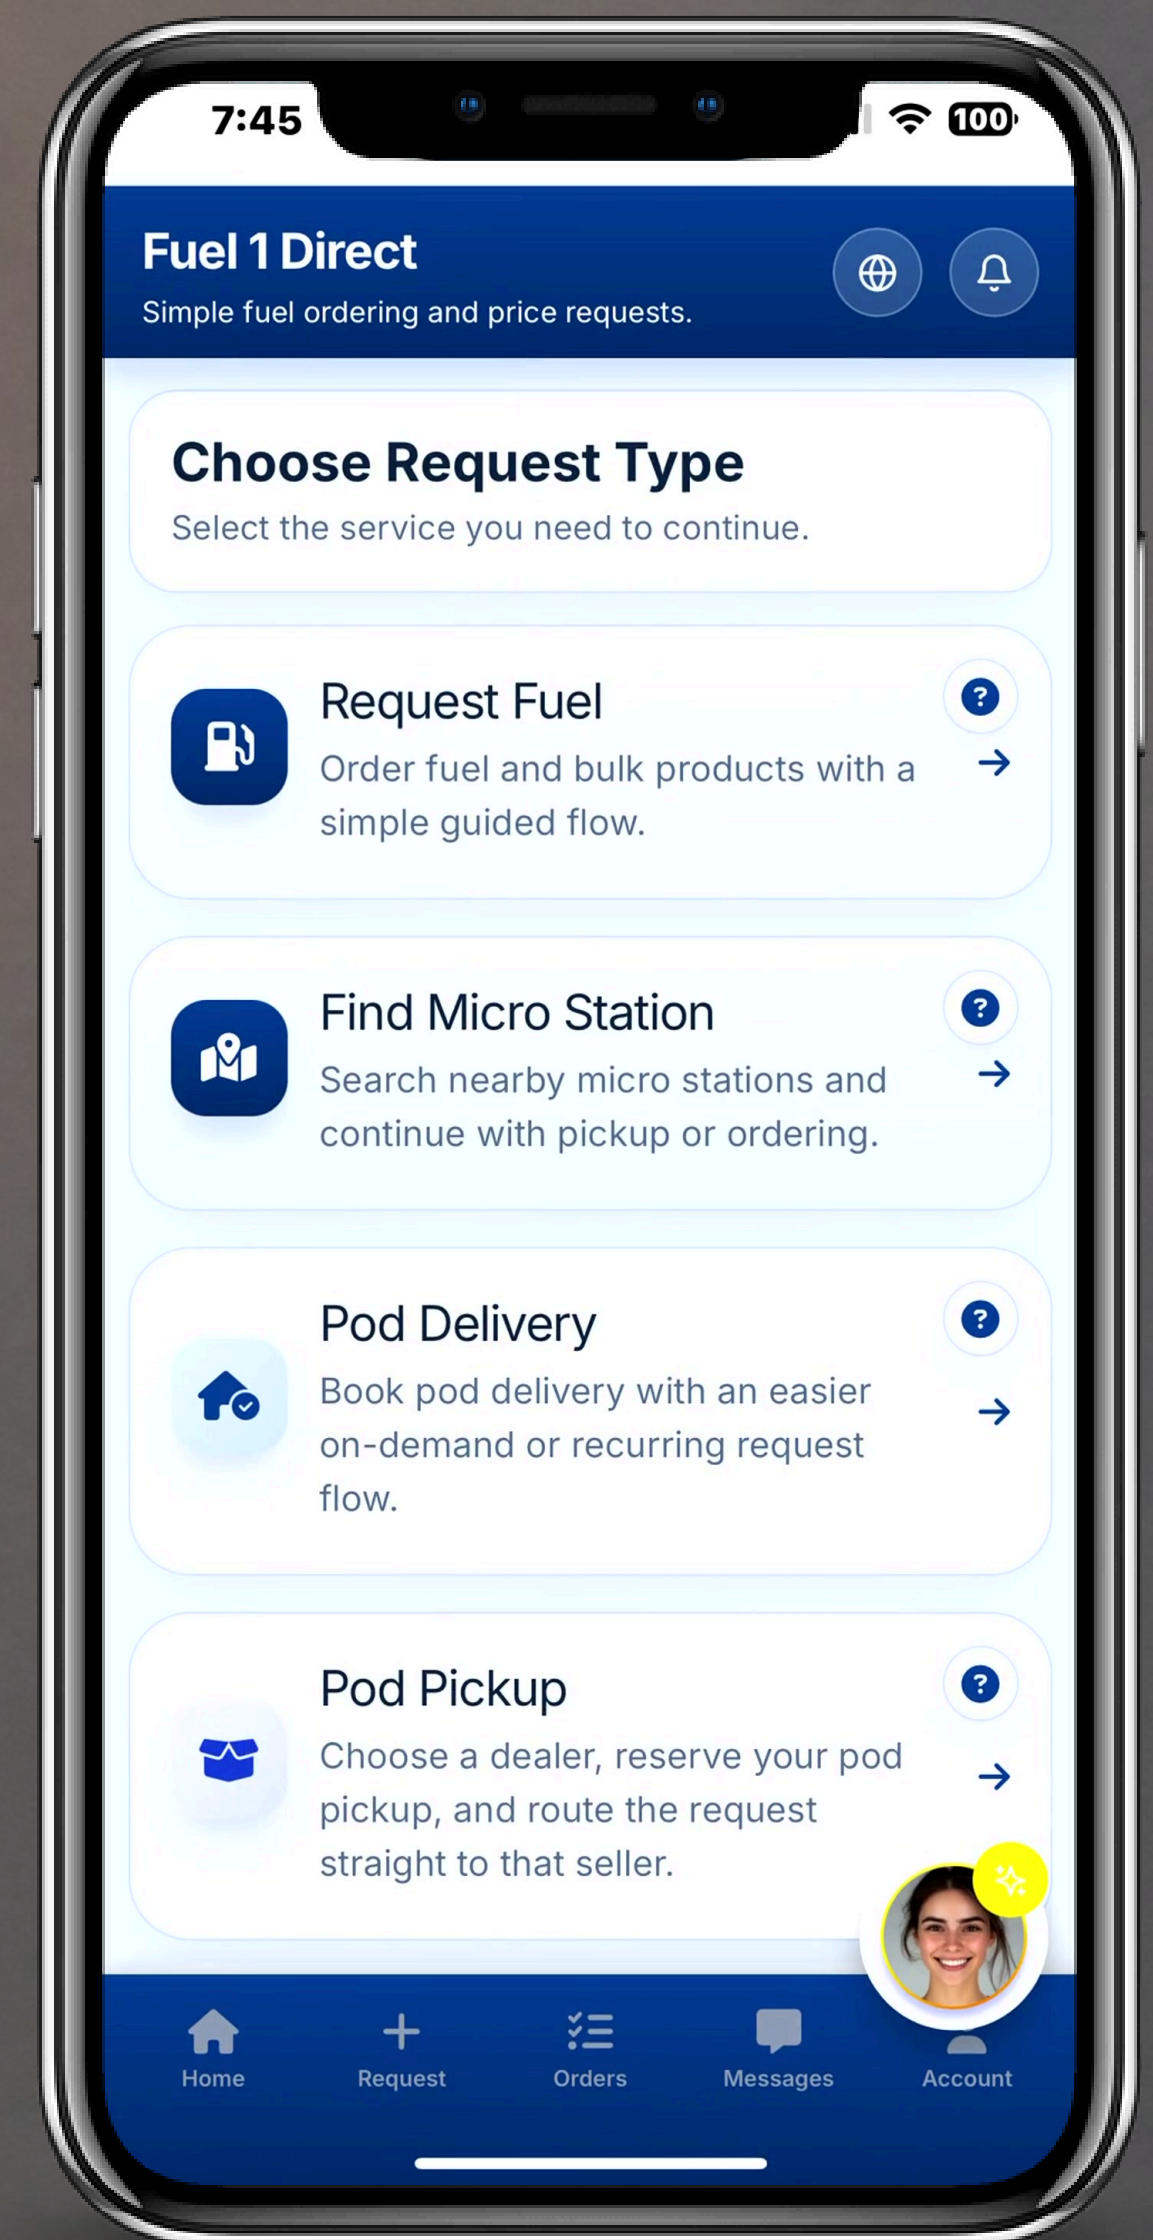 7:45
100
Fuel 1 Direct
Simple fuel ordering and price requests.
Choose Request Type
Select the service you need to continue.
Request Fuel
?
Order fuel and bulk products with a
simple guided flow.
Find Micro Station
?
Search nearby micro stations and
continue with pickup or ordering.
Pod Delivery
?
Book pod delivery with an easier
on-demand or recurring request
flow.
Pod Pickup
?
Choose a dealer, reserve your pod
pickup, and route the request
straight to that seller.
Home Request Orders Messages Account